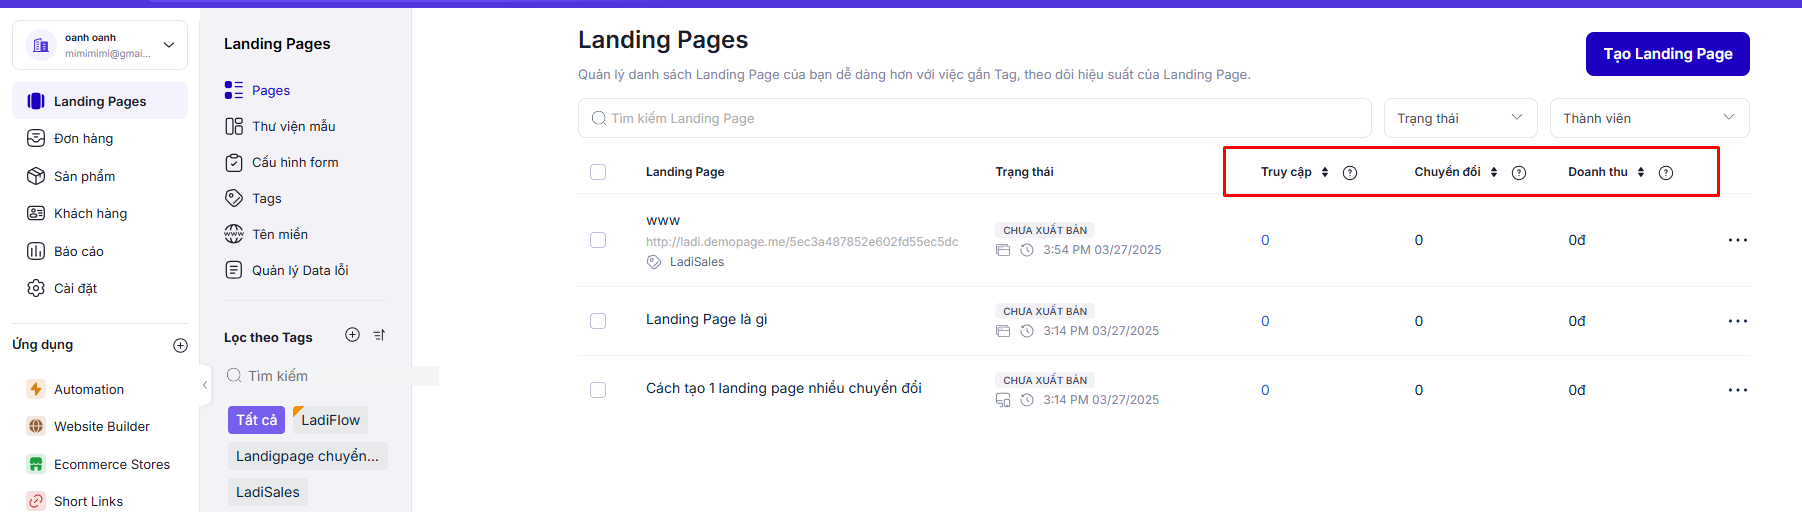 oanh oanh
mimimimi@gmai...
Landing Pages
Đơn hàng
Sản phẩm
Khách hàng
Báo cáo
Cài đặt
Ứng dụng
Automation
Website Builder
Ecommerce Stores
Short Links
Landing Pages
Pages
Thư viện mẫu
Cấu hình form
Tags
Tên miền
Quản lý Data lỗi
Lọc theo Tags
Tìm kiếm
Tất cả LadiFlow
Landigpage chuyển...
LadiSales
Landing Pages
Tạo Landing Page
Quản lý danh sách Landing Page của bạn dễ dàng hơn với việc gắn Tag, theo dõi hiệu suất của Landing Page.
Tìm kiếm Landing Page Trạng thái Thành viên
Landing Page Trạng thái Truy cập Chuyển đổi Doanh thu
www
http://ladi.demopage.me/5ec3a487852e602fd55ec5dc
LadiSales
CHƯA XUẤT BẢN
3:54 PM 03/27/2025
0 0 0đ
Landing Page là gì
CHƯA XUẤT BẢN
3:14 PM 03/27/2025
0 0 0đ
Cách tạo 1 landing page nhiều chuyển đổi
CHƯA XUẤT BẢN
3:14 PM 03/27/2025
0 0 0đ